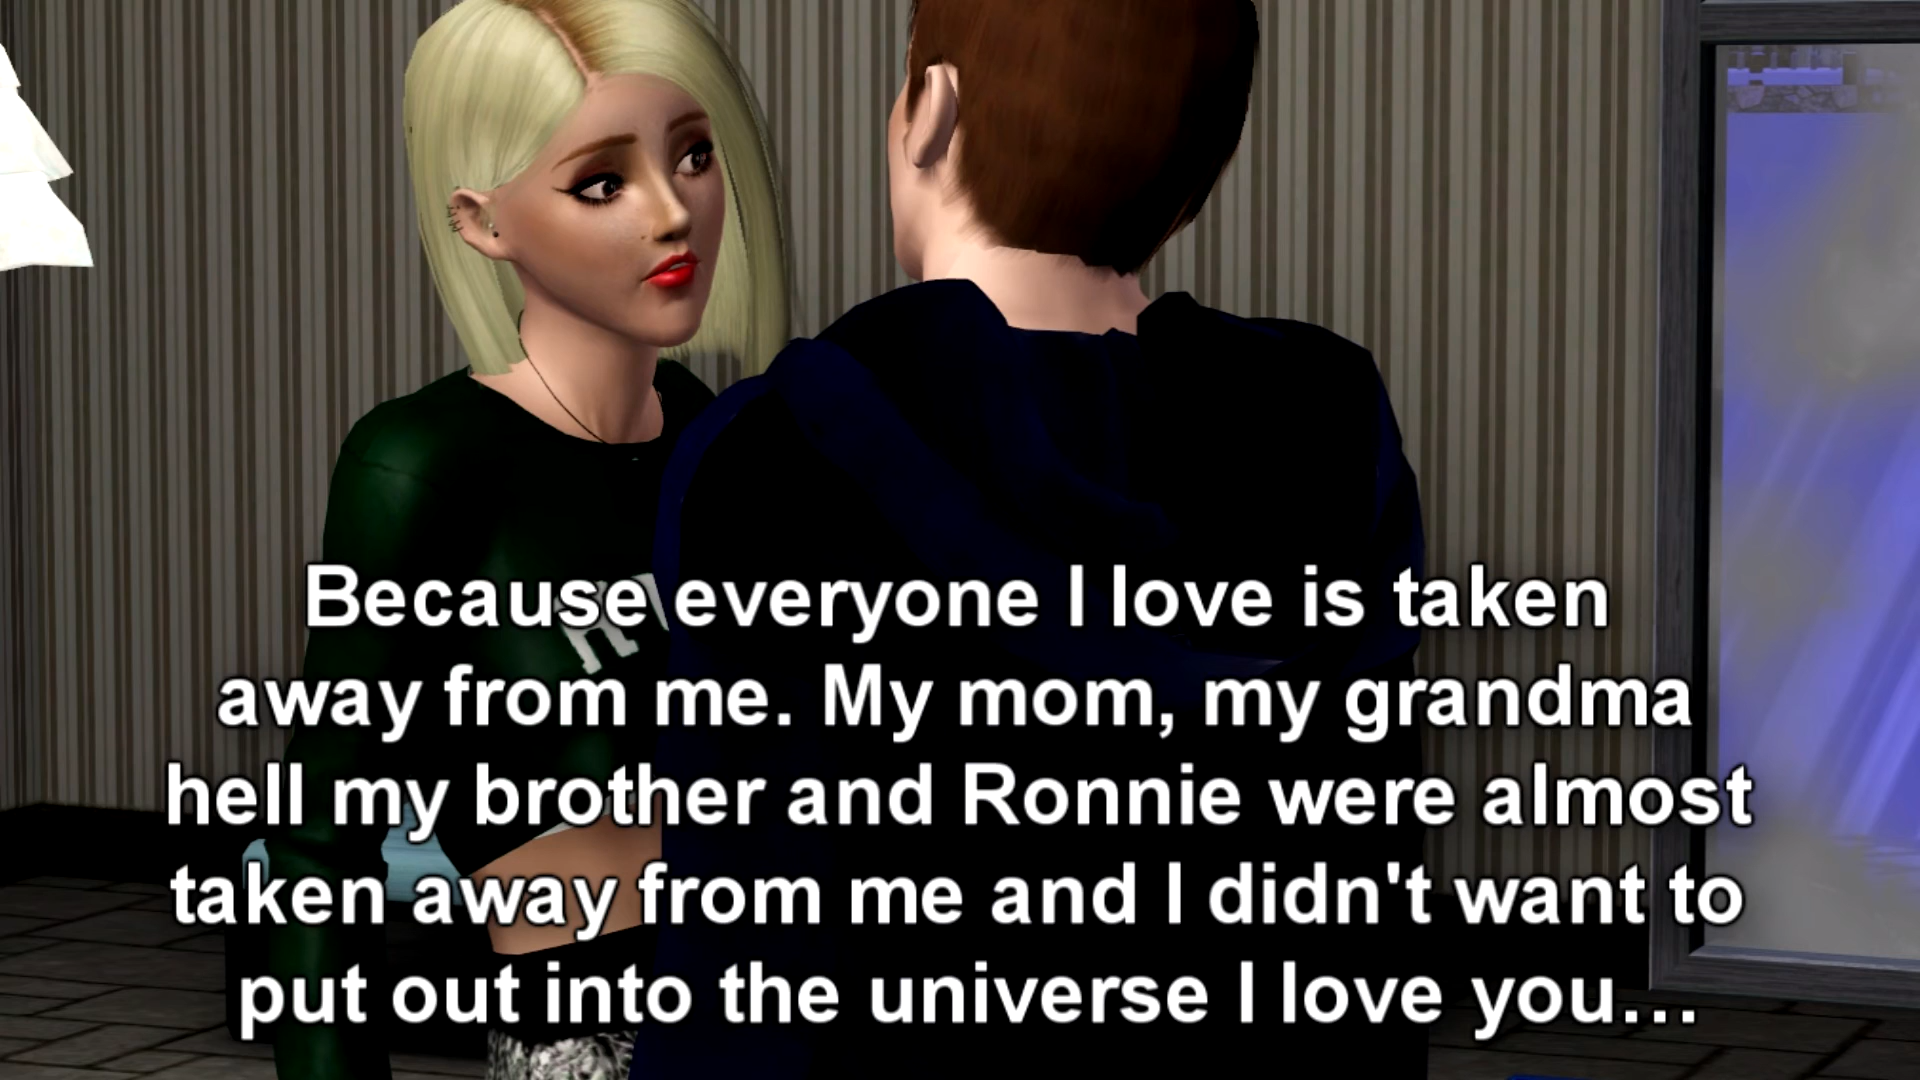 Because everyone I love is taken
away from me. My mom, my grandma
hell my brother and Ronnie were almost
taken away from me and I didn't want to
put out into the universe I love you...